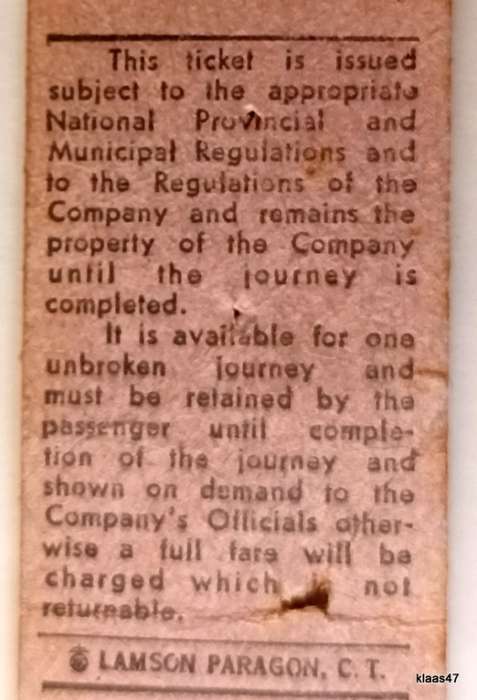 This ticket is issued
subject to the appropriate
National Provincial and
Municipal Regulations and
to the Regulations of the
Company and remains the
property of the Company
until the journey is
completed.
It is available for one
unbroken journey and
must be retained by the
passenger until comple-
tion of the journey and
shown on demand to the
Company's Officials other-
wise a full fare will be
charged which not
returnable.
LAMSON PARAGON, C. T.
klaas47